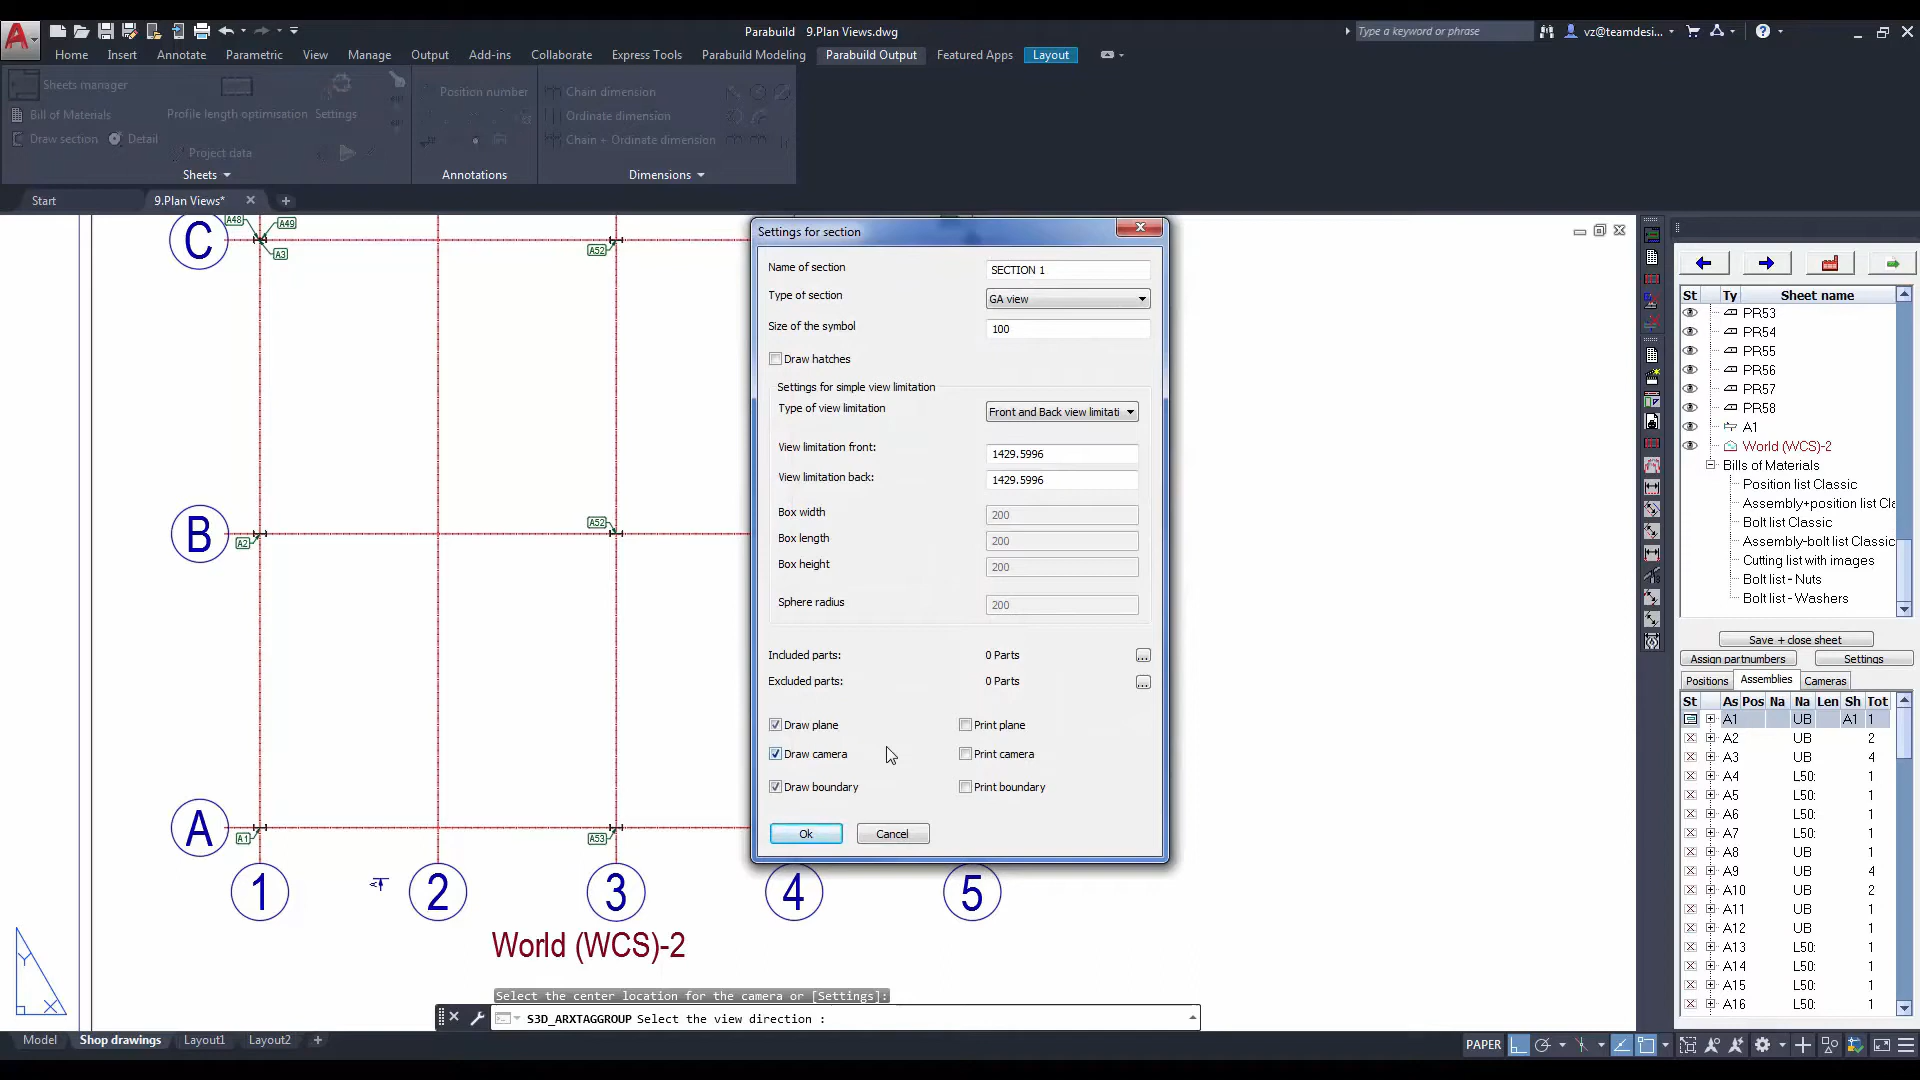 Parabuild 9.Plan Views.dwg
Type a keyword or phrase
vz@teamdesi...
Home Insert Annotate Parametric View Manage Output Add-ins Collaborate Express Tools Parabuild Modeling Parabuild Output Featured Apps Layout
Sheets manager
Bill of Materials
Draw section Detail
Profile length optimisation Settings
Project data
Position number
Chain dimension
Ordinate dimension
Chain + Ordinate dimension
Sheets Annotations Dimensions
Start 9.Plan Views*
C
A48
A49
A3
A52
B
A2
A52
A
A1
A53
1 2 3 4 5
A
World (WCS)-2
Y
X
Settings for section
Name of section SECTION 1
Type of section GA view
Size of the symbol 100
Draw hatches
Settings for simple view limitation
Type of view limitation Front and Back view limitati
View limitation front: 1429.5996
View limitation back: 1429.5996
Box width 200
Box length 200
Box height 200
Sphere radius 200
Included parts: 0 Parts ...
Excluded parts: 0 Parts ...
Draw plane Print plane
Draw camera Print camera
Draw boundary Print boundary
Ok Cancel
Select the center location for the camera or [Settings]:
S3D_ARXTAGGROUP Select the view direction :
St Ty Sheet name
PR53
PR54
PR55
PR56
PR57
PR58
A1
World (WCS)-2
Bills of Materials
Position list Classic
Assembly+position list Cl
Bolt list Classic
Assembly-bolt list Classic
Cutting list with images
Bolt list - Nuts
Bolt list - Washers
Save + close sheet
Assign partnumbers Settings
Positions Assemblies Cameras
St As Pos Na Na Len Sh Tot
A1 UB A1 1
A2 UB 2
A3 UB 4
A4 L50: 1
A5 L50: 1
A6 L50: 1
A7 L50: 1
A8 UB 1
A9 UB 4
A10 UB 2
A11 UB 1
A12 UB 1
A13 L50: 1
A14 L50: 1
A15 L50: 1
A16 L50: 1
Model Shop drawings Layout1 Layout2 +
PAPER